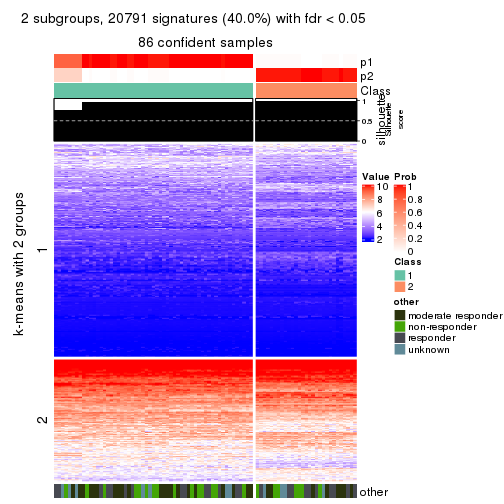 2 subgroups, 20791 signatures (40.0%) with fdr < 0.05
86 confident samples
p1
p2
Class
1
0.5
0
silhouette
Silhouette
score
k-means with 2 groups
1
2
Value
10
8
6
4
2
Prob
1
0.8
0.6
0.4
0.2
0
Class
1
2
other
moderate responder
non-responder
responder
unknown
other